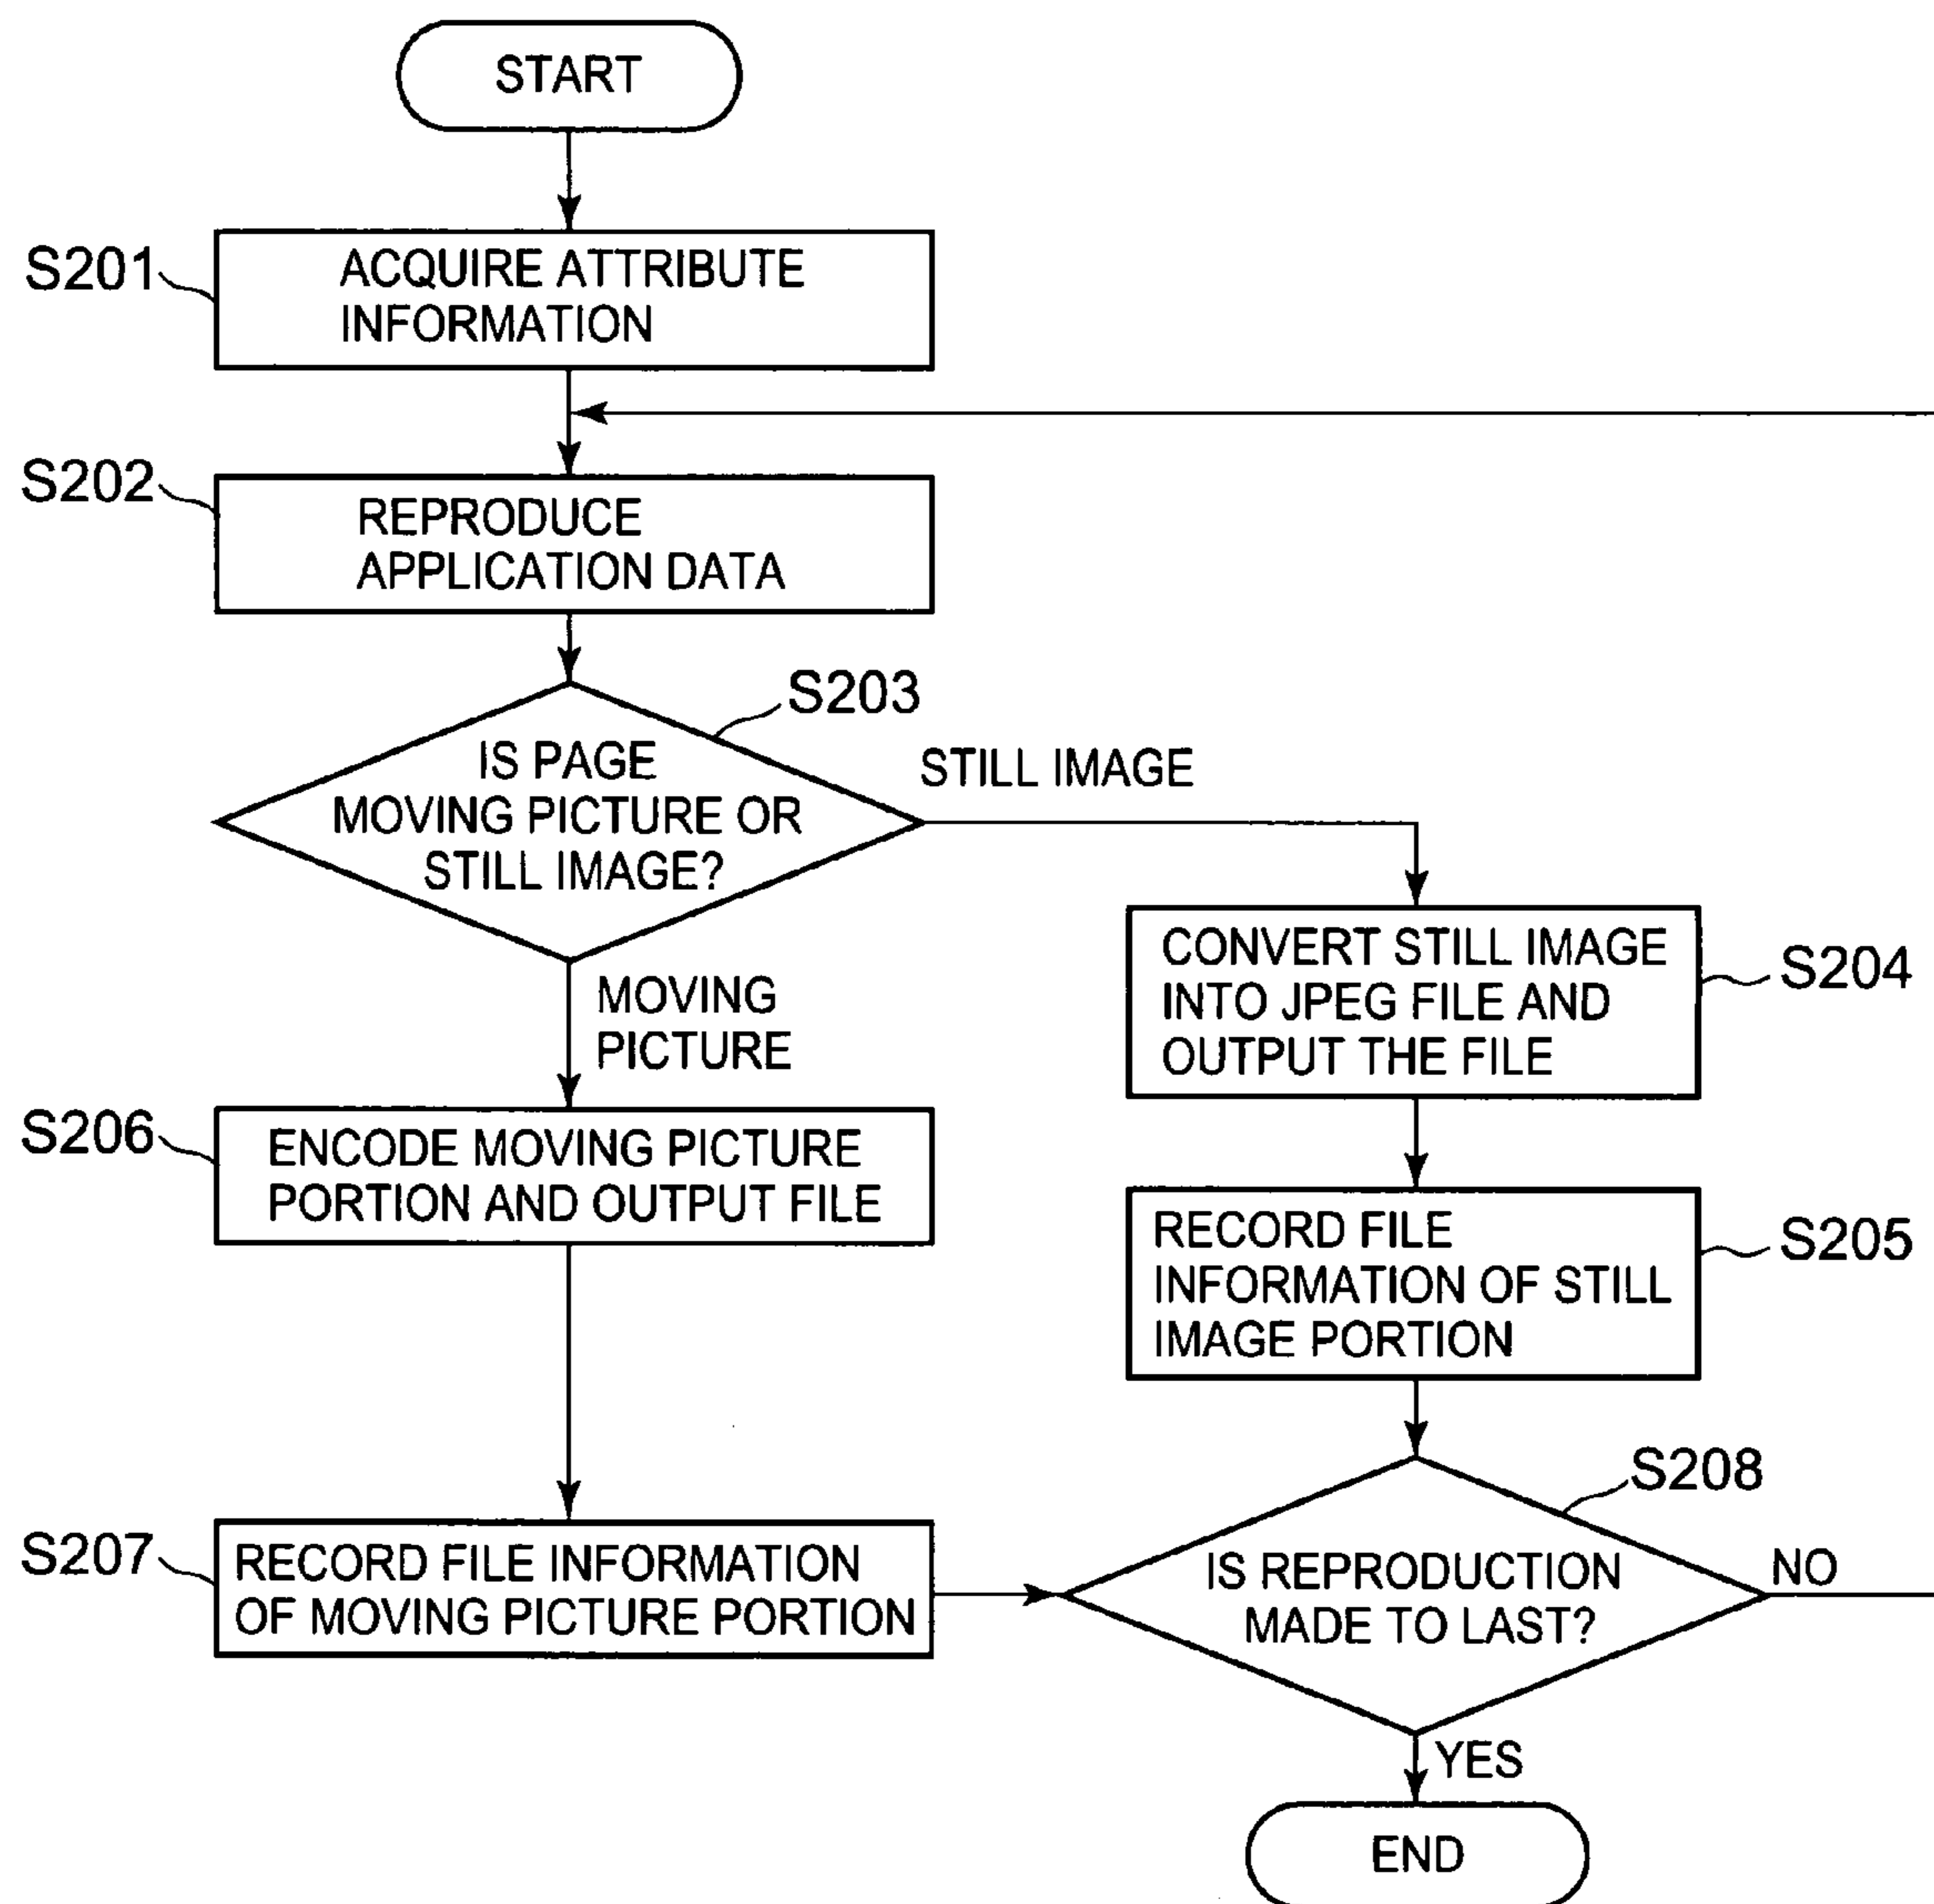 START
S201
ACQUIRE ATTRIBUTE
INFORMATION
S202
REPRODUCE
APPLICATION DATA
S203
IS PAGE
MOVING PICTURE OR
STILL IMAGE?
STILL IMAGE
MOVING
PICTURE
S204
CONVERT STILL IMAGE
INTO JPEG FILE AND
OUTPUT THE FILE
S206
ENCODE MOVING PICTURE
PORTION AND OUTPUT FILE
S205
RECORD FILE
INFORMATION OF STILL
IMAGE PORTION
S207
RECORD FILE INFORMATION
OF MOVING PICTURE PORTION
S208
IS REPRODUCTION
MADE TO LAST?
NO
YES
END